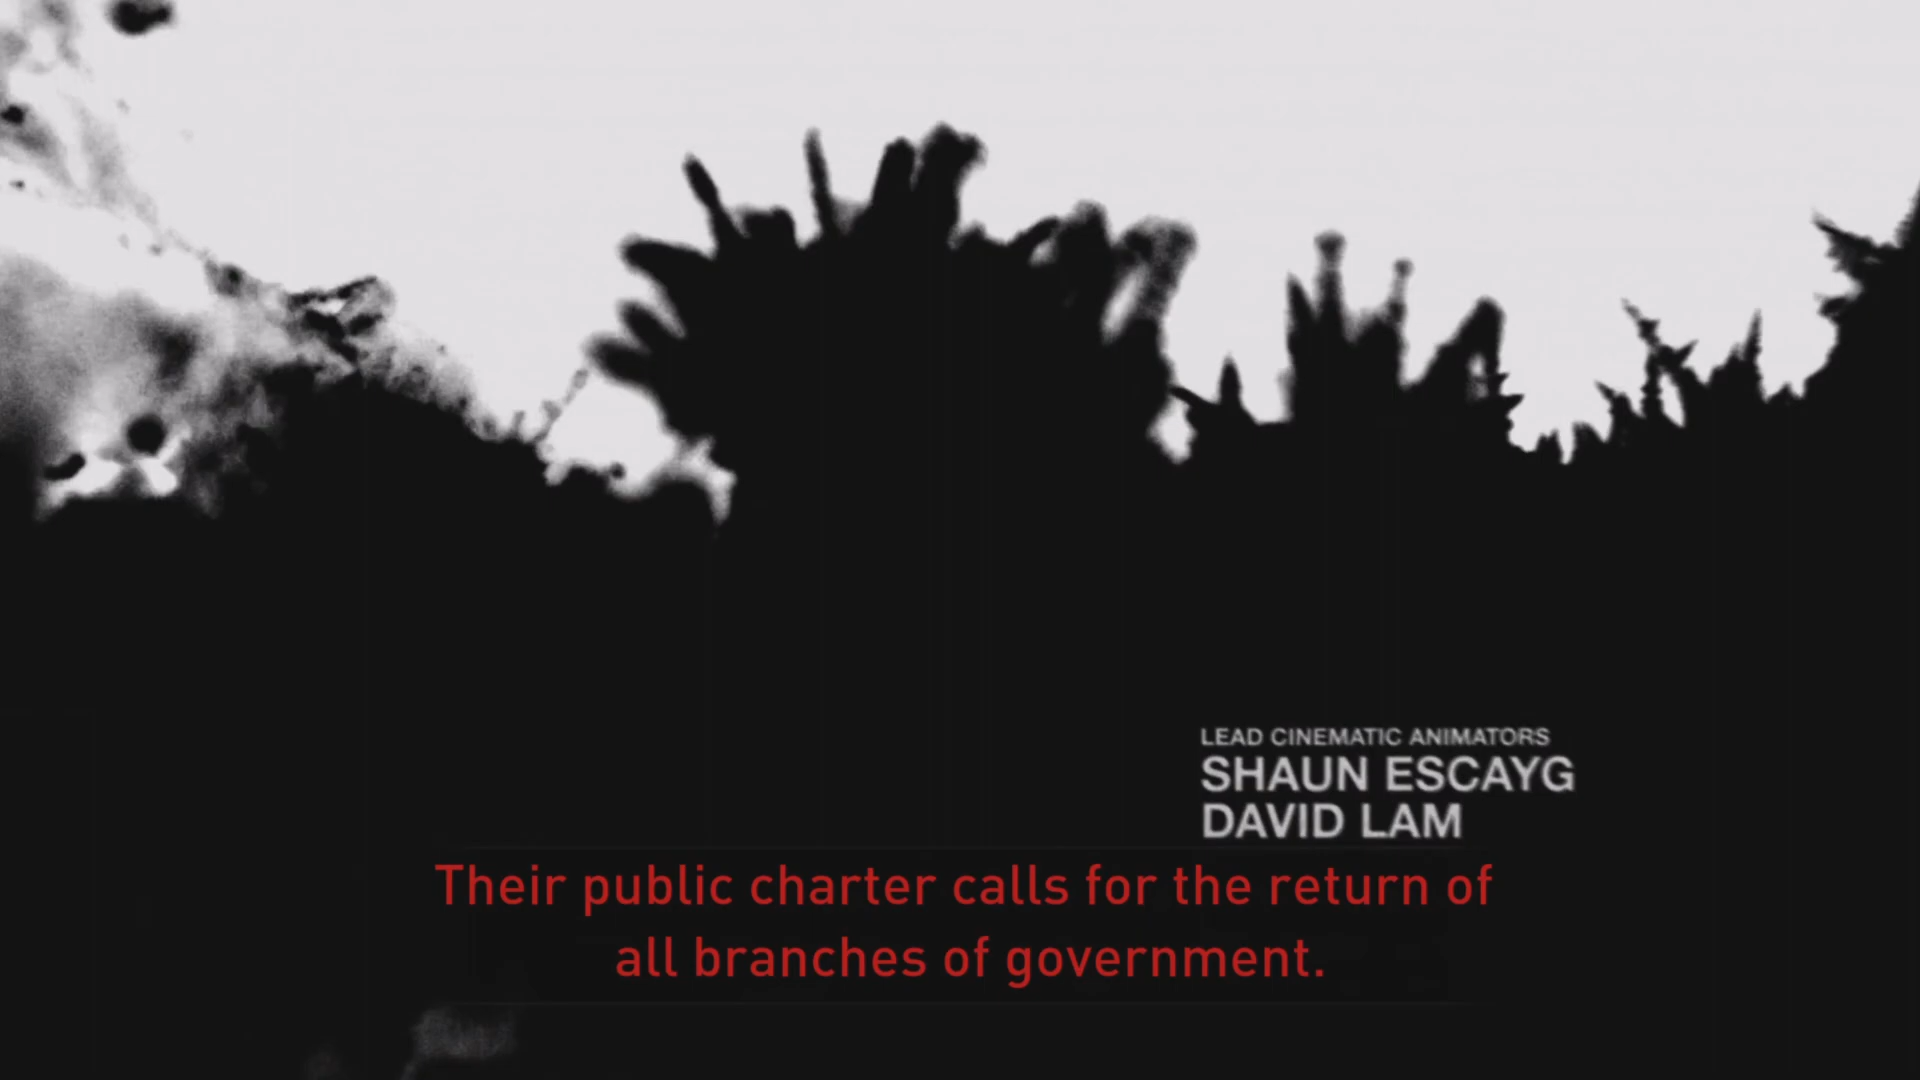 LEAD CINEMATIC ANIMATORS
SHAUN ESCAYG
DAVID LAM
Their public charter calls for the return of
all branches of government.